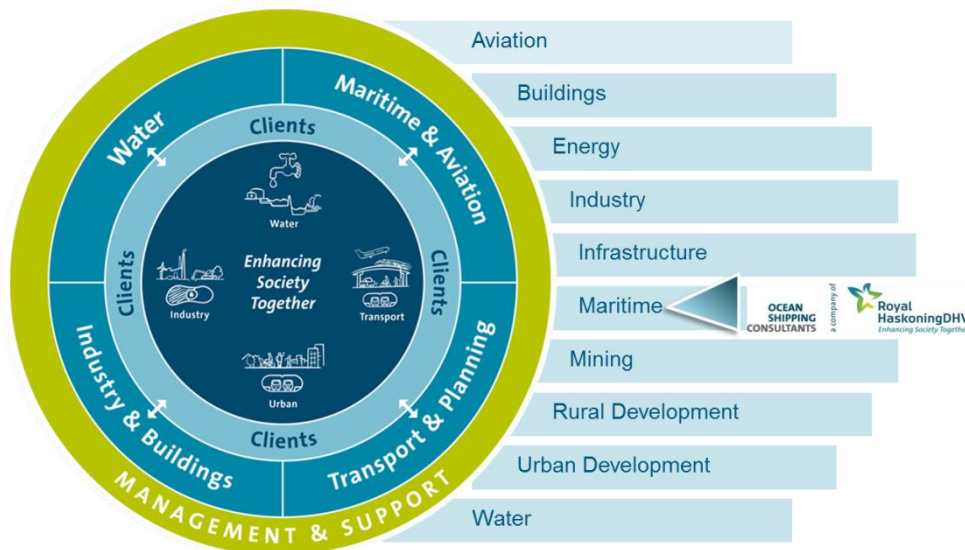 Water
Maritime & Aviation
Industry & Buildings
Transport & Planning
MANAGEMENT & SUPPORT
Clients
Clients
Clients
Clients
Water
Enhancing
Society
Together
Industry
Transport
Urban
Aviation
Buildings
Energy
Industry
Infrastructure
Maritime
OCEAN
SHIPPING
CONSULTANTS
a company of
Royal
HaskoningDHV
Enhancing Society Together
Mining
Rural Development
Urban Development
Water